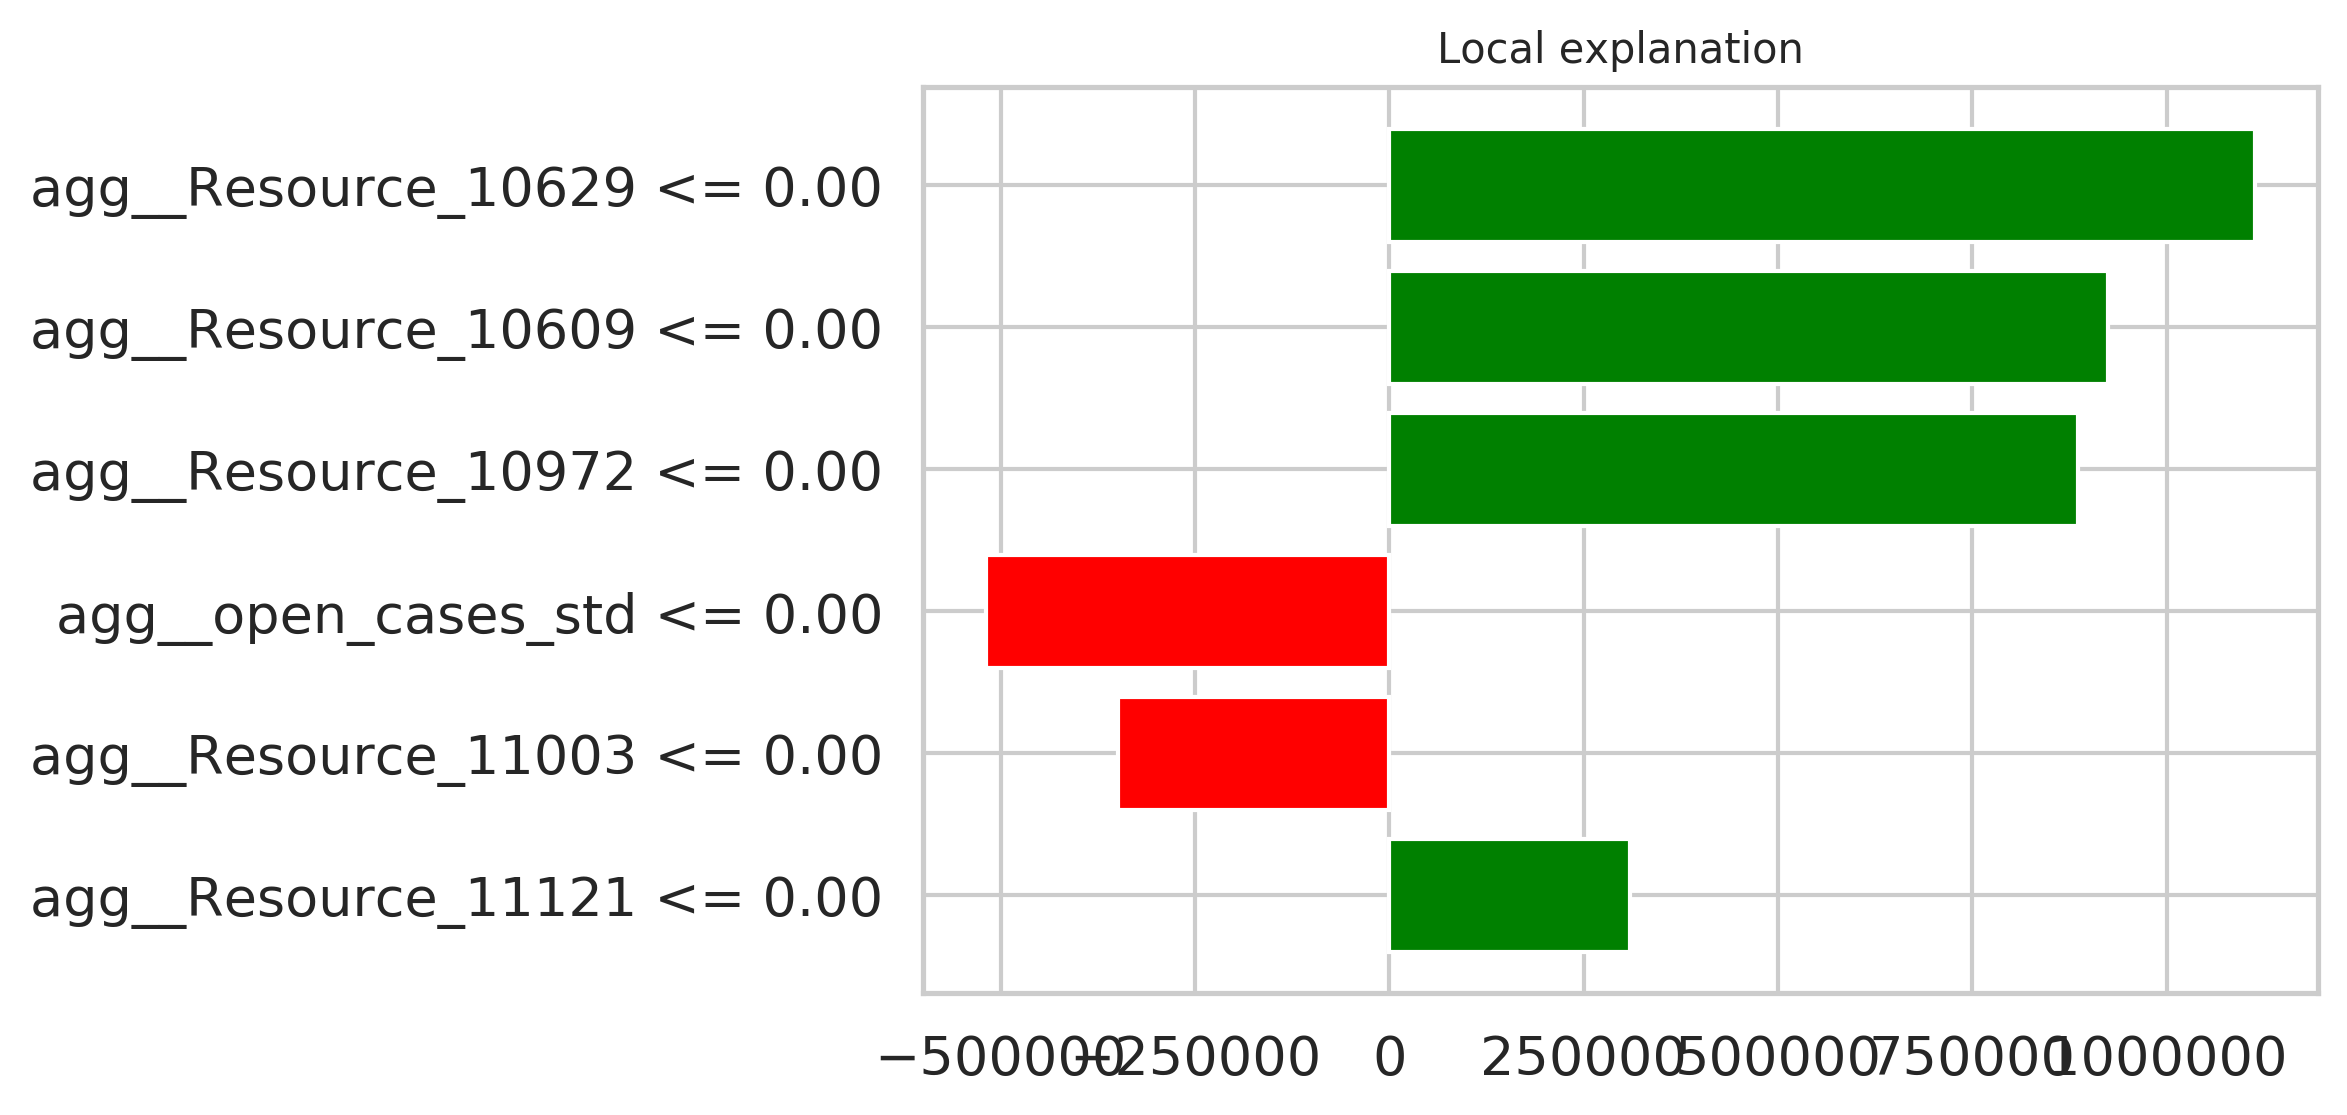 Local explanation
agg__Resource_10629 <= 0.00
agg__Resource_10609 <= 0.00
agg__Resource_10972 <= 0.00
agg__open_cases_std <= 0.00
agg__Resource_11003 <= 0.00
agg__Resource_11121 <= 0.00
−500000 −250000 0 250000 500000 750000 1000000